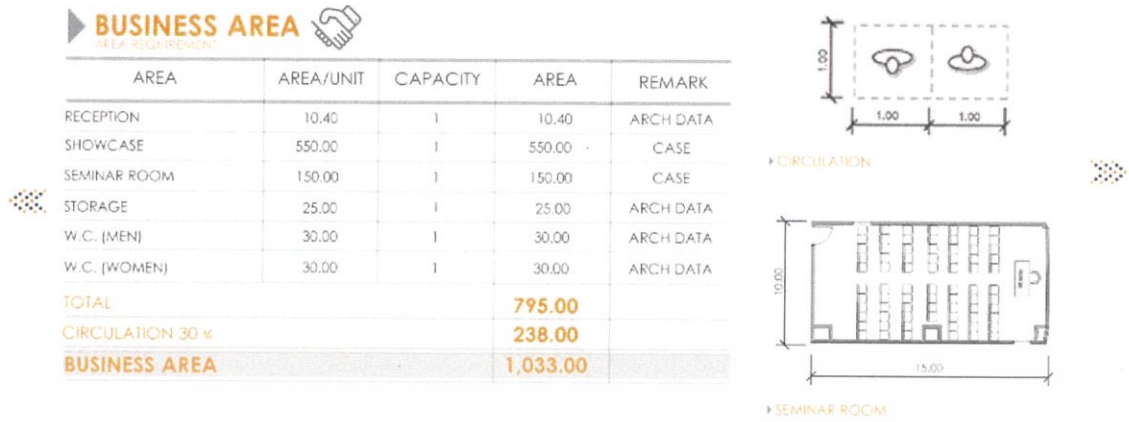 BUSINESS AREA
AREA REQUIREMENT
AREA AREA/UNIT CAPACITY AREA REMARK
RECEPTION 10.40 1 10.40 ARCH DATA
SHOWCASE 550.00 1 550.00 CASE
SEMINAR ROOM 150.00 1 150.00 CASE
STORAGE 25.00 1 25.00 ARCH DATA
W.C. (MEN) 30.00 1 30.00 ARCH DATA
W.C. (WOMEN) 30.00 1 30.00 ARCH DATA
TOTAL 795.00
CIRCULATION 30 % 238.00
BUSINESS AREA 1,033.00
1.00
1.00 1.00
CIRCULATION
10.00
15.00
SEMINAR ROOM